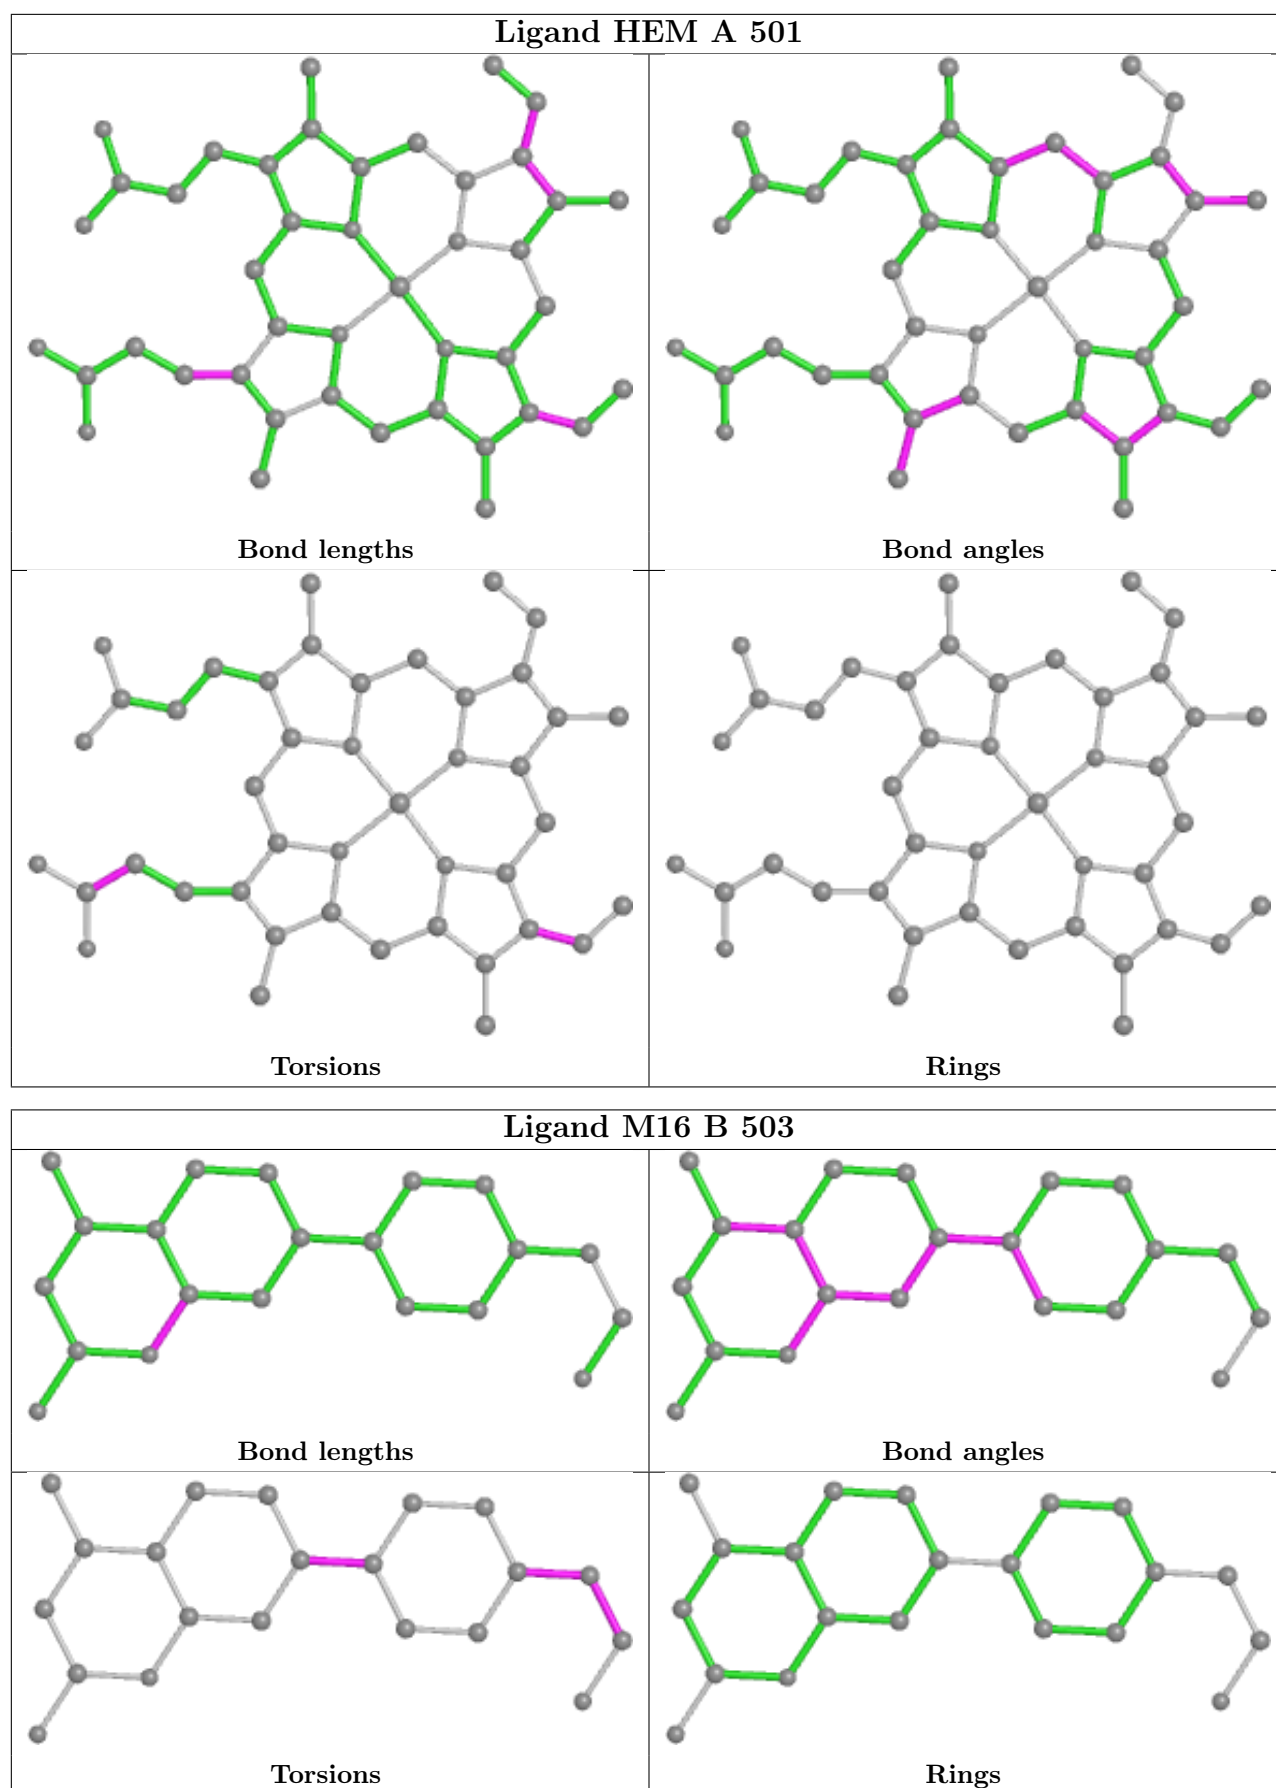 Ligand HEM A 501
Bond lengths
Bond angles
Torsions
Rings
Ligand M16 B 503
Bond lengths
Bond angles
Torsions
Rings